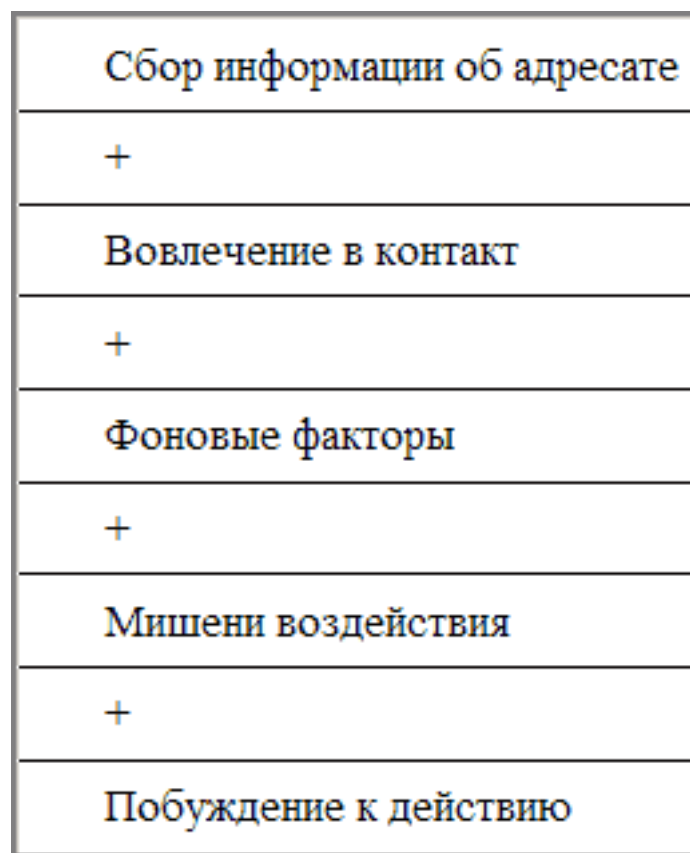 Сбор информации об адресате
+
Вовлечение в контакт
+
Фоновые факторы
+
Мишени воздействия
+
Побуждение к действию